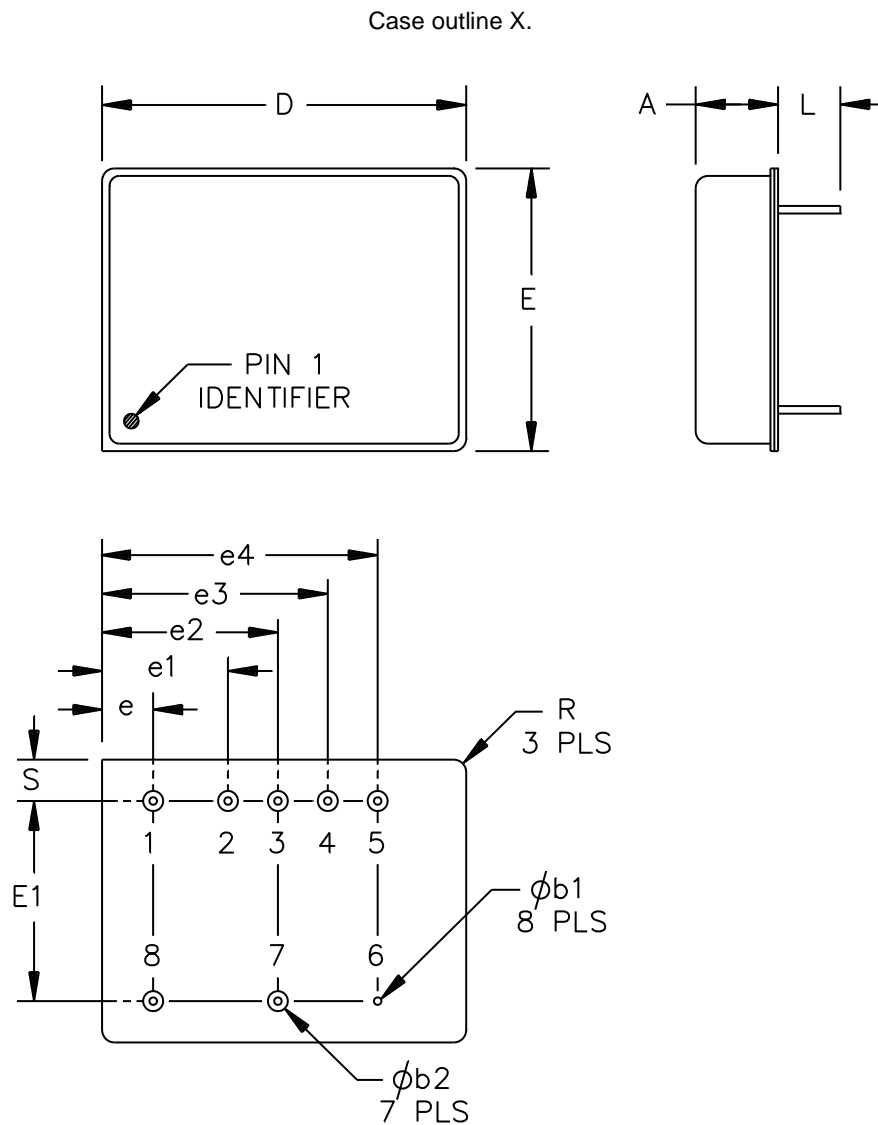 Case outline X.
D
A
L
E
PIN 1
IDENTIFIER
e4
e3
e2
e1
e
R
3 PLS
S
1 2 3 4 5
E1
ϕb1
8 PLS
8 7 6
ϕb2
7 PLS